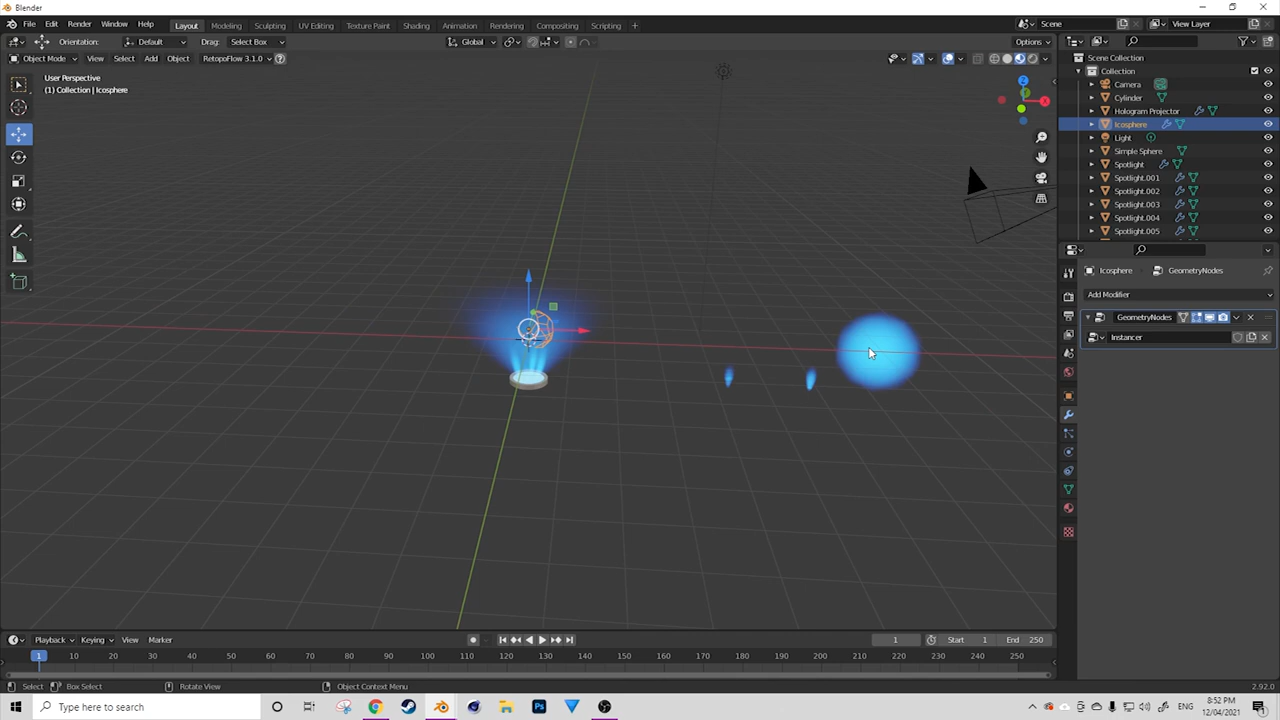 Blender
File Edit Render Window Help Layout Modeling Sculpting UV Editing Texture Paint Shading Animation Rendering Compositing Scripting + Scene View Layer
Orientation: Default Drag: Select Box Global Options
Object Mode View Select Add Object RetopoFlow 3.1.0
User Perspective
(1) Collection | Icosphere
X
Scene Collection
Collection
Camera
Cylinder
Hologram Projector
Icosphere
Light
Simple Sphere
Spotlight
Spotlight.001
Spotlight.002
Spotlight.003
Spotlight.004
Spotlight.005
Icosphere GeometryNodes
Add Modifier
GeometryNodes
Instancer
Playback Keying View Marker 1 Start 1 End 250
1 10 20 30 40 50 60 70 80 90 100 110 120 130 140 150 160 170 180 190 200 210 220 230 240 250
Select Box Select Rotate View Object Context Menu 2.92.0
Type here to search Ps ENG 8:52 PM
12/04/2021